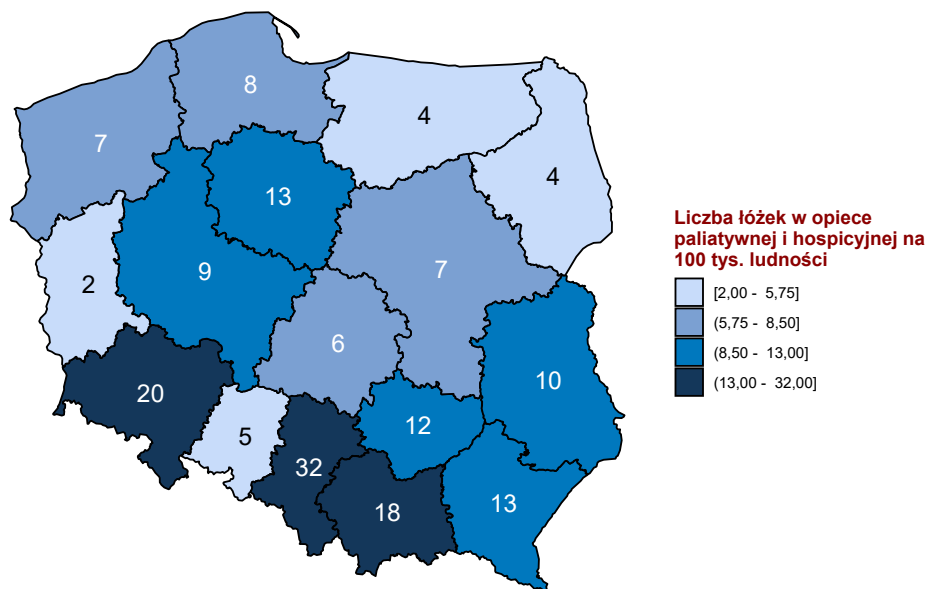 8
4
7
4
13
9
7
2
6
10
20
12
5
32
13
18
Liczba łóżek w opiece
paliatywnej i hospicyjnej na
100 tys. ludności
[2,00 - 5,75]
(5,75 - 8,50]
(8,50 - 13,00]
(13,00 - 32,00]